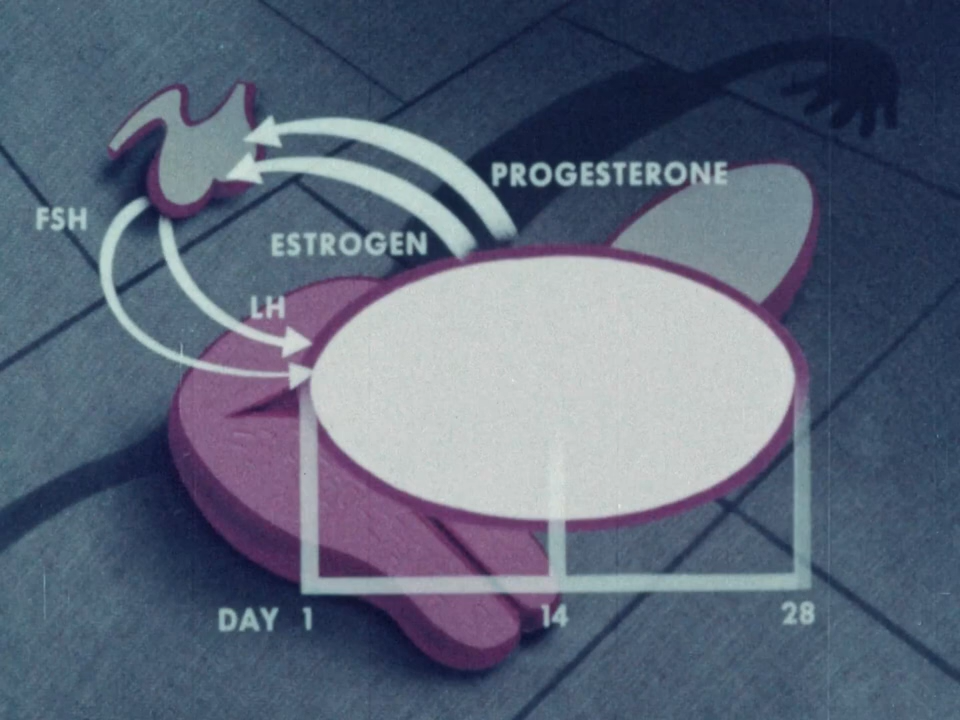 PROGESTERONE
FSH
ESTROGEN
LH
DAY 1 14 28